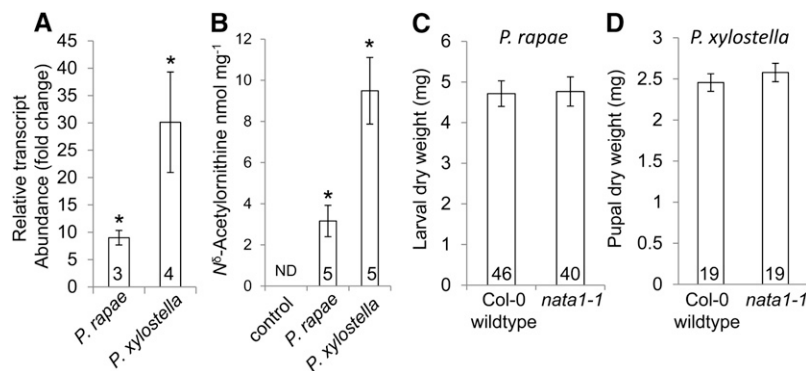 A
Relative transcript
Abundance (fold change)
45
40
35
30
25
20
15
10
5
0
*
*
3
4
P. rapae
P. xylostella
B
Nᵟ-Acetylornithine nmol mg⁻¹
12
10
8
6
4
2
0
ND
*
*
5
5
control
P. rapae
P. xylostella
C
P. rapae
Larval dry weight (mg)
6
5
4
3
2
1
0
46
40
Col-0
wildtype
nata1-1
D
P. xylostella
Pupal dry weight (mg)
3
2.5
2
1.5
1
0.5
0
19
19
Col-0
wildtype
nata1-1